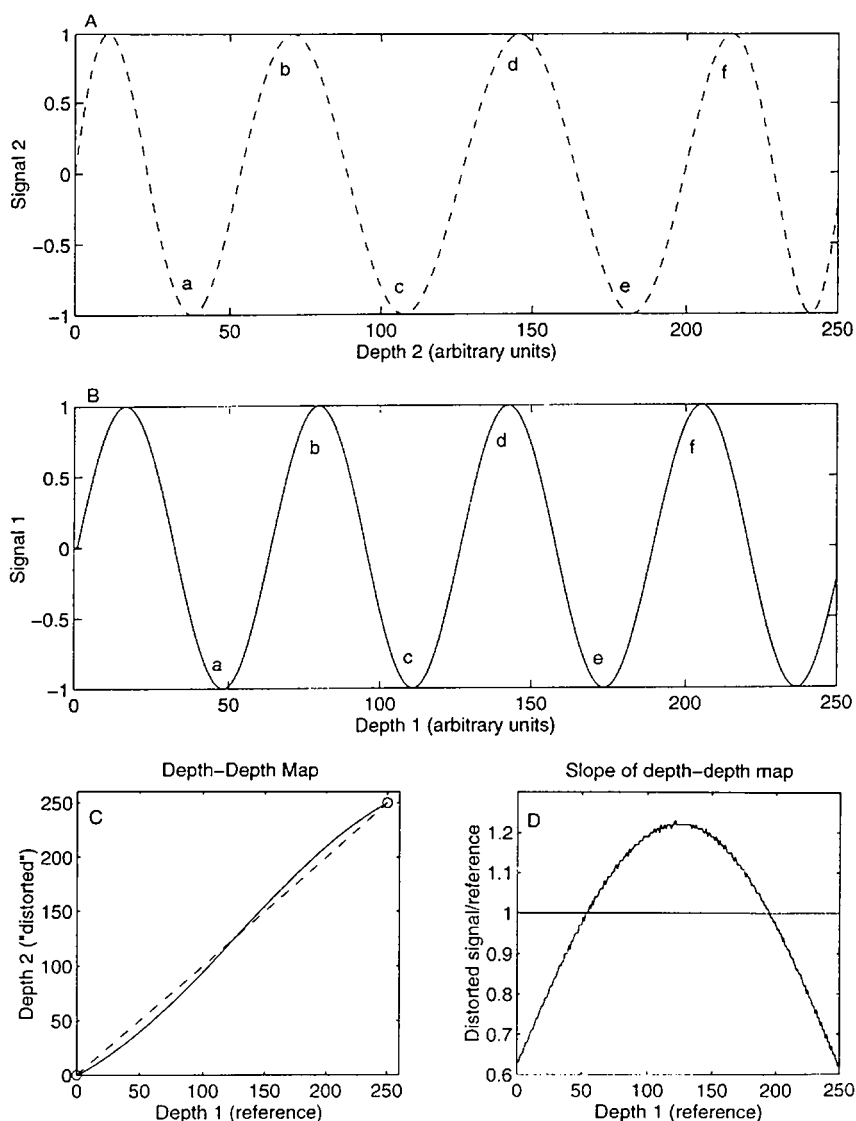 A
1
0.5
0
−0.5
−1
Signal 2
a
b
c
d
e
f
0
50
100
150
200
250
Depth 2 (arbitrary units)
B
1
0.5
0
−0.5
−1
Signal 1
a
b
c
d
e
f
0
50
100
150
200
250
Depth 1 (arbitrary units)
Depth−Depth Map
C
250
200
150
100
50
0
Depth 2 ("distorted")
0
50
100
150
200
250
Depth 1 (reference)
Slope of depth−depth map
D
1.2
1.1
1
0.9
0.8
0.7
0.6
Distorted signal/reference
0
50
100
150
200
250
Depth 1 (reference)